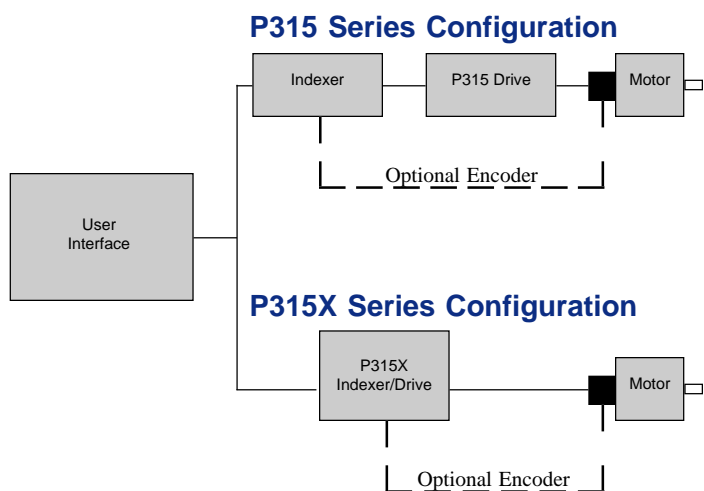 P315 Series Configuration
Indexer
P315 Drive
Motor
Optional Encoder
User
Interface
P315X Series Configuration
P315X
Indexer/Drive
Motor
Optional Encoder